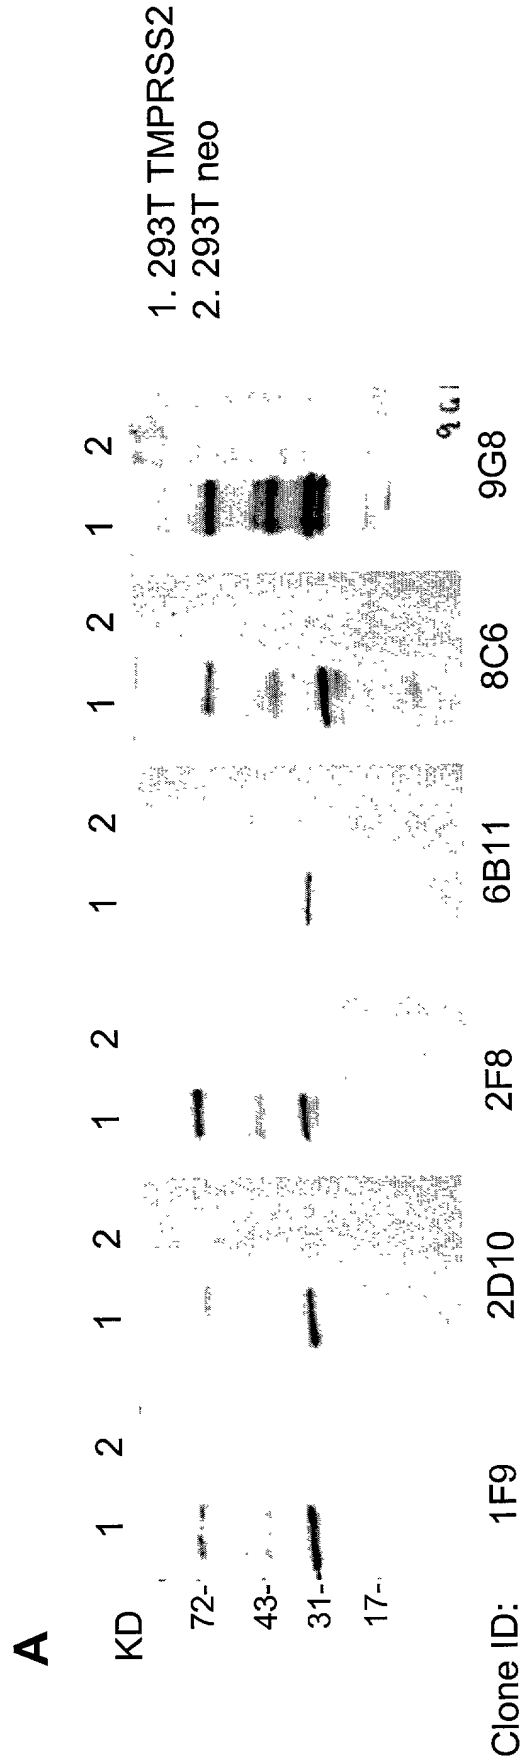 A
KD 1 2 1 2 1 2 1 2 1 2 1 2
72-
43-
31-
17-
Clone ID: 1F9 2D10 2F8 6B11 8C6 9G8
1. 293T TMPRSS2
2. 293T neo